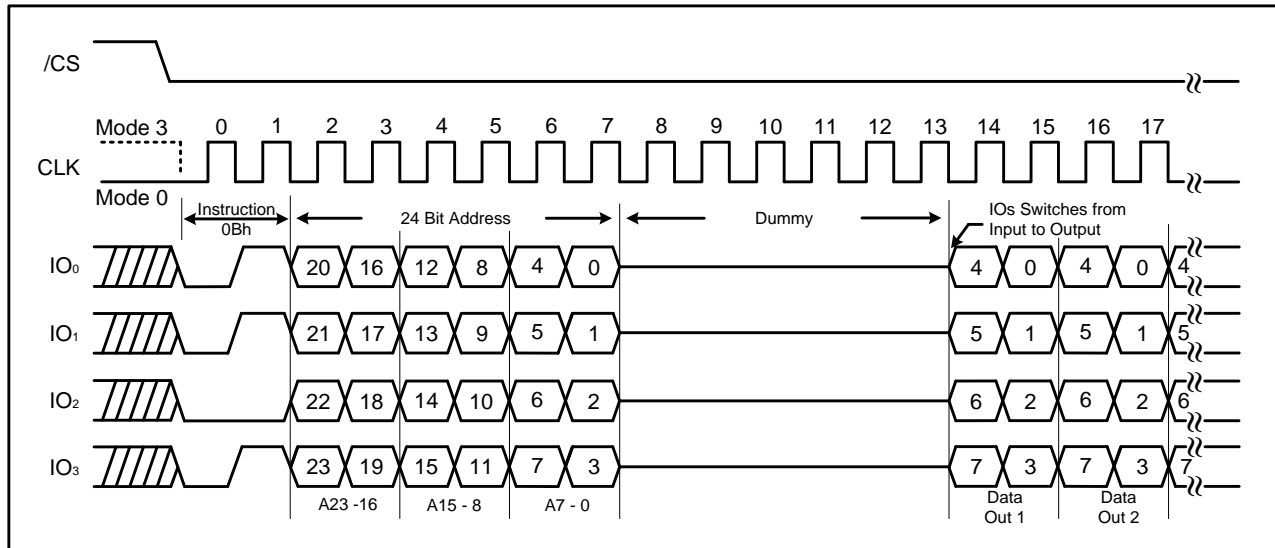 /CS
Mode 3 0 1 2 3 4 5 6 7 8 9 10 11 12 13 14 15 16 17
CLK
Mode 0
Instruction
0Bh
24 Bit Address
Dummy
IOs Switches from
Input to Output
IO₀ 20 16 12 8 4 0 4 0 4 0 4
IO₁ 21 17 13 9 5 1 5 1 5 1 5
IO₂ 22 18 14 10 6 2 6 2 6 2 6
IO₃ 23 19 15 11 7 3 7 3 7 3 7
A23 -16 A15 - 8 A7 - 0
Data
Out 1
Data
Out 2